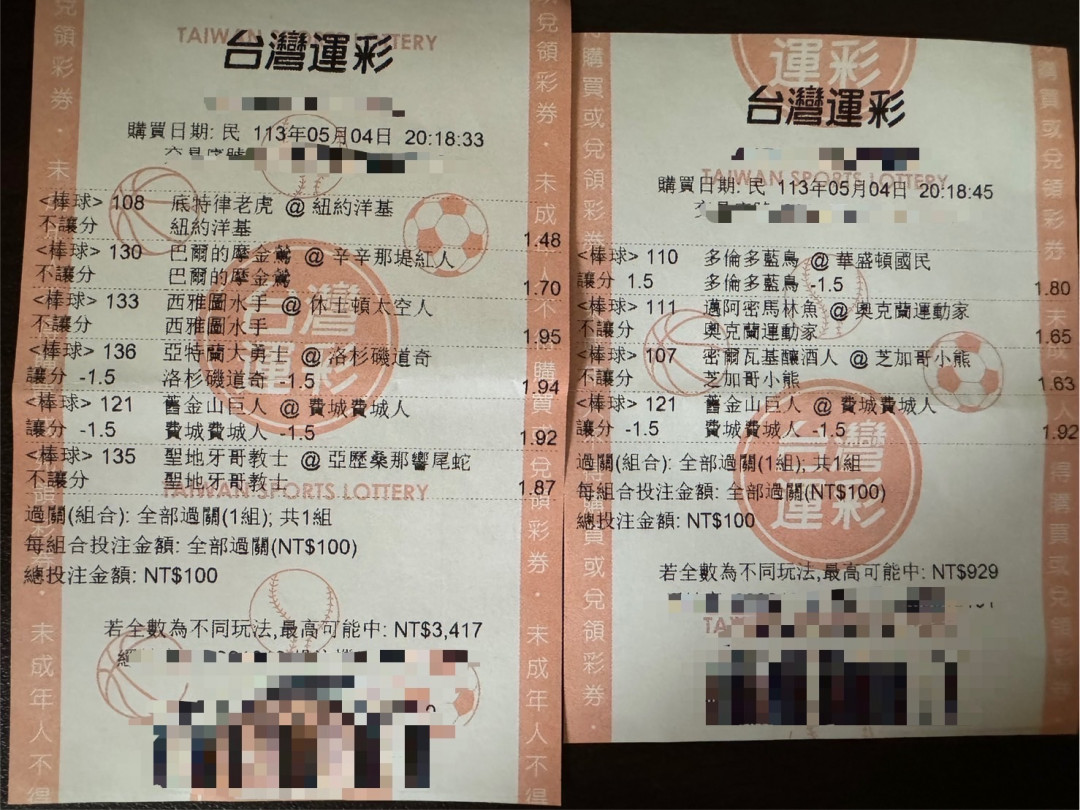 TAIWAN SPORTS LOTTERY
台灣運彩
購買日期: 民 113年05月04日 20:18:33
<棒球> 108 底特律老虎 @ 紐約洋基
不讓分 紐約洋基 1.48
<棒球> 130 巴爾的摩金鶯 @ 辛辛那堤紅人
不讓分 巴爾的摩金鶯 1.70
<棒球> 133 西雅圖水手 @ 休士頓太空人
不讓分 西雅圖水手 1.95
<棒球> 136 亞特蘭大勇士 @ 洛杉磯道奇
讓分 -1.5 洛杉磯道奇 -1.5 1.94
<棒球> 121 舊金山巨人 @ 費城費城人
讓分 -1.5 費城費城人 -1.5 1.92
<棒球> 135 聖地牙哥教士 @ 亞歷桑那響尾蛇
不讓分 聖地牙哥教士 1.87
TAIWAN SPORTS LOTTERY
過關(組合): 全部過關(1組); 共1組
每組合投注金額: 全部過關(NT$100)
總投注金額: NT$100
若全數為不同玩法,最高可能中: NT$3,417
運彩
台灣運彩
TAIWAN SPORTS LOTTERY
購買日期: 民 113年05月04日 20:18:45
<棒球> 110 多倫多藍鳥 @ 華盛頓國民
讓分 1.5 多倫多藍鳥 -1.5 1.80
<棒球> 111 邁阿密馬林魚 @ 奧克蘭運動家
不讓分 奧克蘭運動家 1.65
<棒球> 107 密爾瓦基釀酒人 @ 芝加哥小熊
不讓分 芝加哥小熊 1.63
<棒球> 121 舊金山巨人 @ 費城費城人
讓分 -1.5 費城費城人 -1.5 1.92
過關(組合): 全部過關(1組); 共1組
每組合投注金額: 全部過關(NT$100)
總投注金額: NT$100
台灣運彩
若全數為不同玩法,最高可能中: NT$929